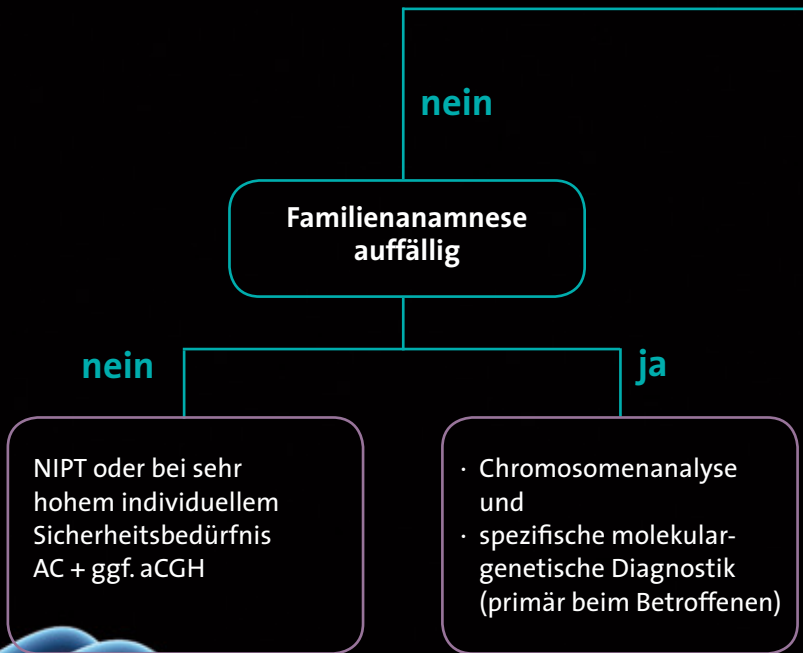 nein
Familienanamnese
auffällig
nein
ja
NIPT oder bei sehr
hohem individuellem
Sicherheitsbedürfnis
AC + ggf. aCGH
· Chromosomenanalyse
und
· spezifische molekular-
genetische Diagnostik
(primär beim Betroffenen)